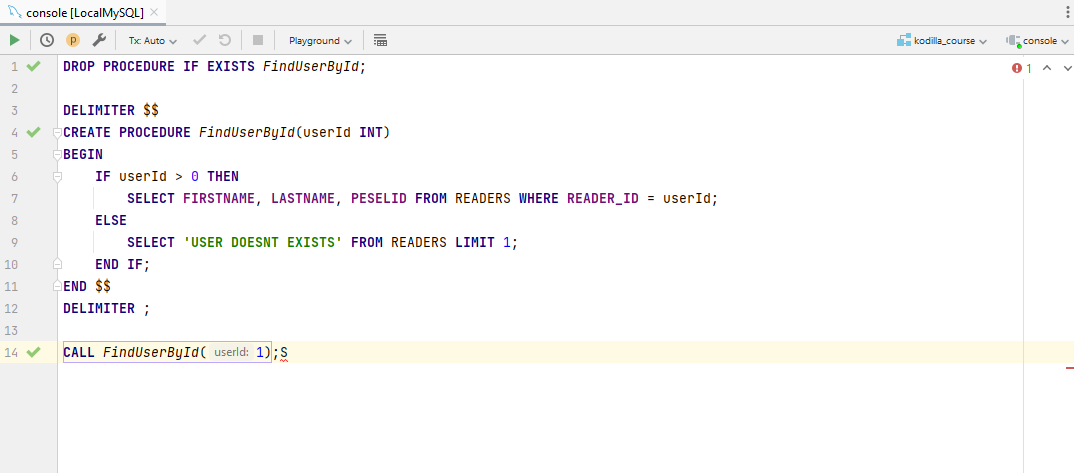 console [LocalMySQL]
Tx: Auto
Playground
kodilla_course
console
1 DROP PROCEDURE IF EXISTS FindUserById;
1
2
3 DELIMITER $$
4 CREATE PROCEDURE FindUserById(userId INT)
5 BEGIN
6     IF userId > 0 THEN
7         SELECT FIRSTNAME, LASTNAME, PESELID FROM READERS WHERE READER_ID = userId;
8     ELSE
9         SELECT 'USER DOESNT EXISTS' FROM READERS LIMIT 1;
10     END IF;
11 END $$
12 DELIMITER ;
13
14 CALL FindUserById( userId: 1);S